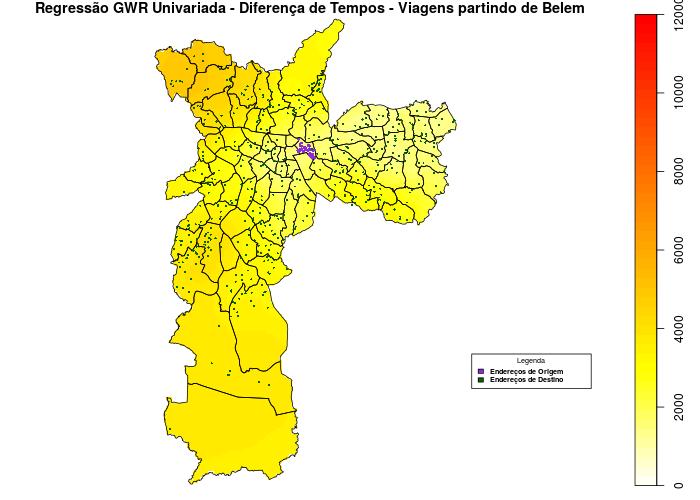 Regressão GWR Univariada - Diferença de Tempos - Viagens partindo de Belem
Legenda
Endereços de Origem
Endereços de Destino
0
2000
4000
6000
8000
10000
12000